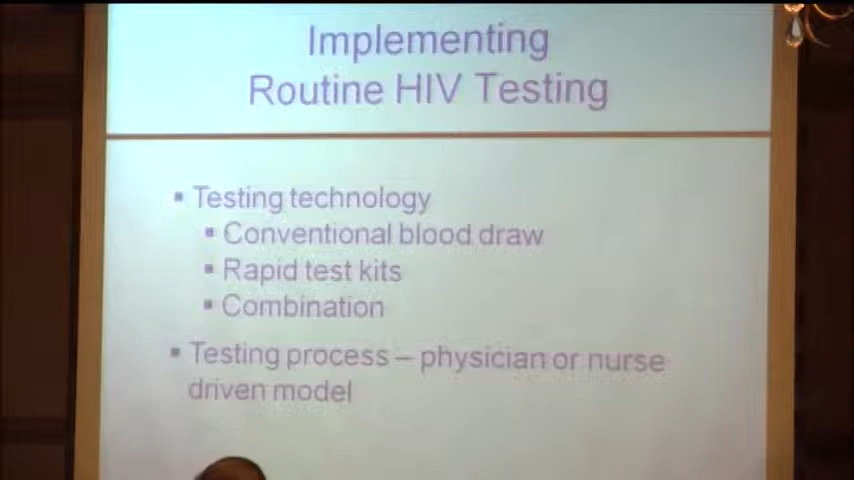 Implementing
Routine HIV Testing
▪ Testing technology
▪ Conventional blood draw
▪ Rapid test kits
▪ Combination
▪ Testing process – physician or nurse
driven model